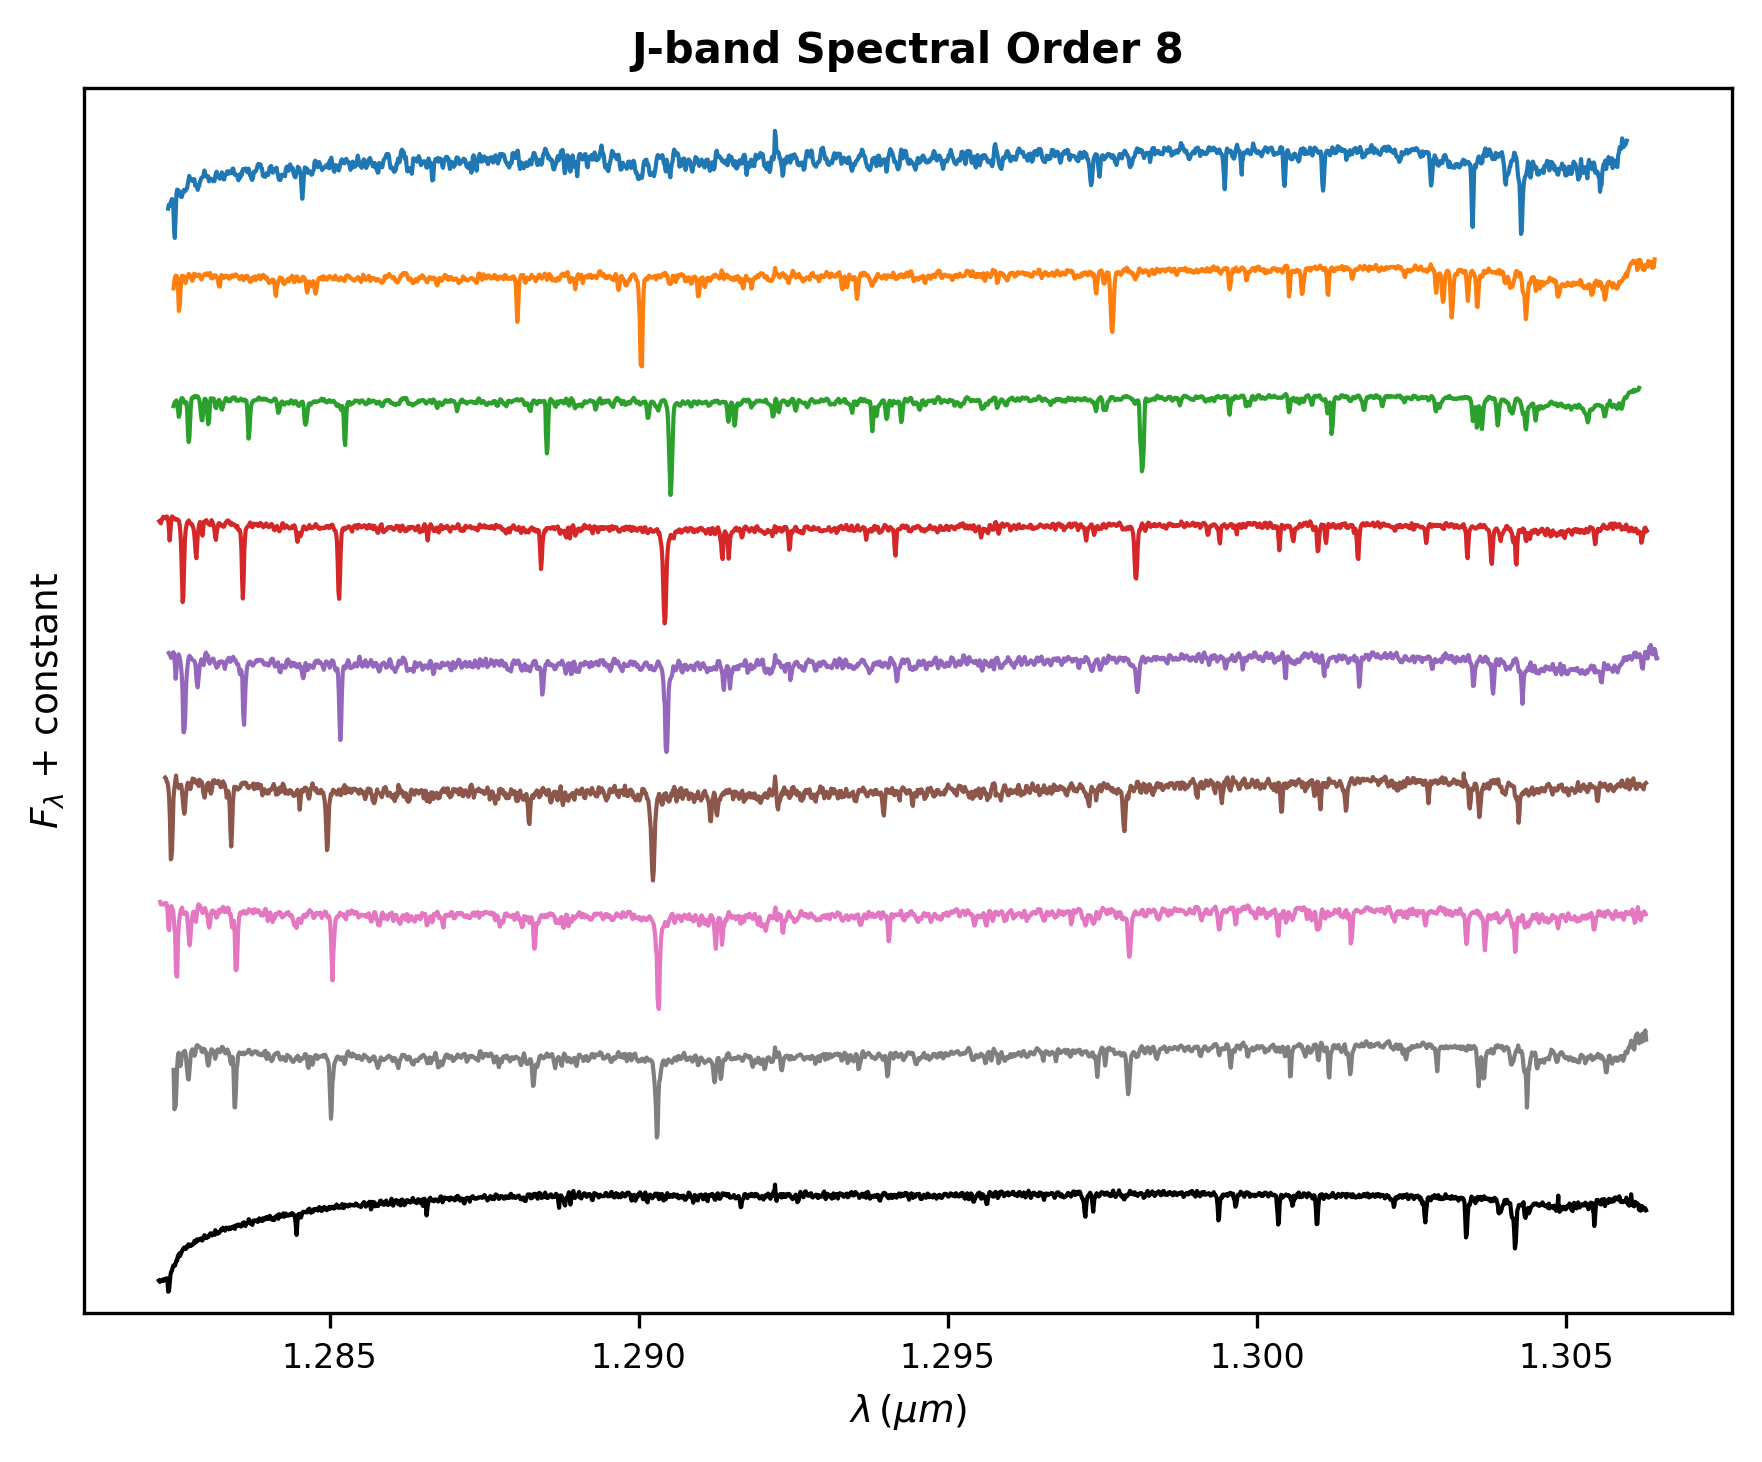 J-band Spectral Order 8
F_λ + constant
1.285 1.290 1.295 1.300 1.305
λ (μm)